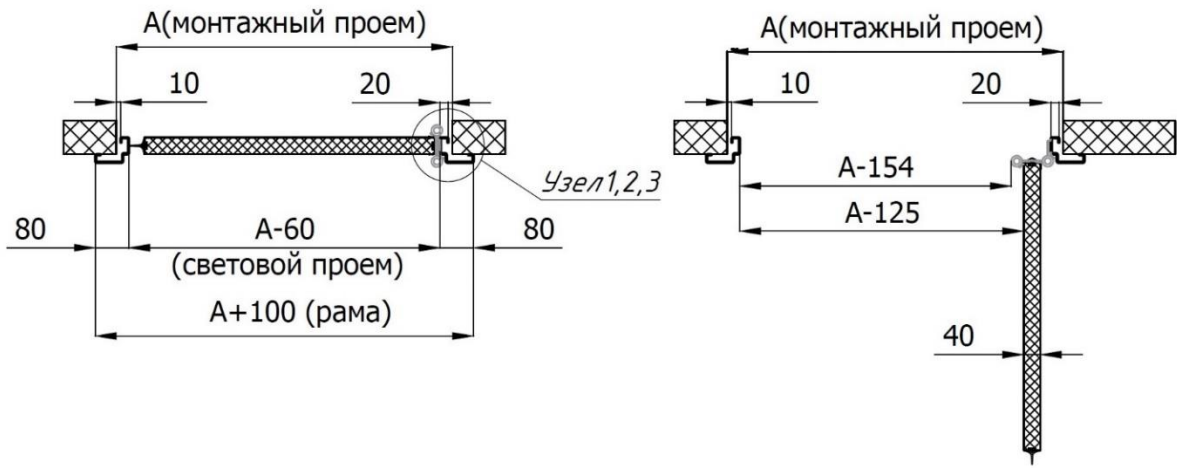 А(монтажный проем)
10
20
Узел1,2,3
80
А-60
80
(световой проем)
А+100 (рама)
А(монтажный проем)
10
20
А-154
А-125
40